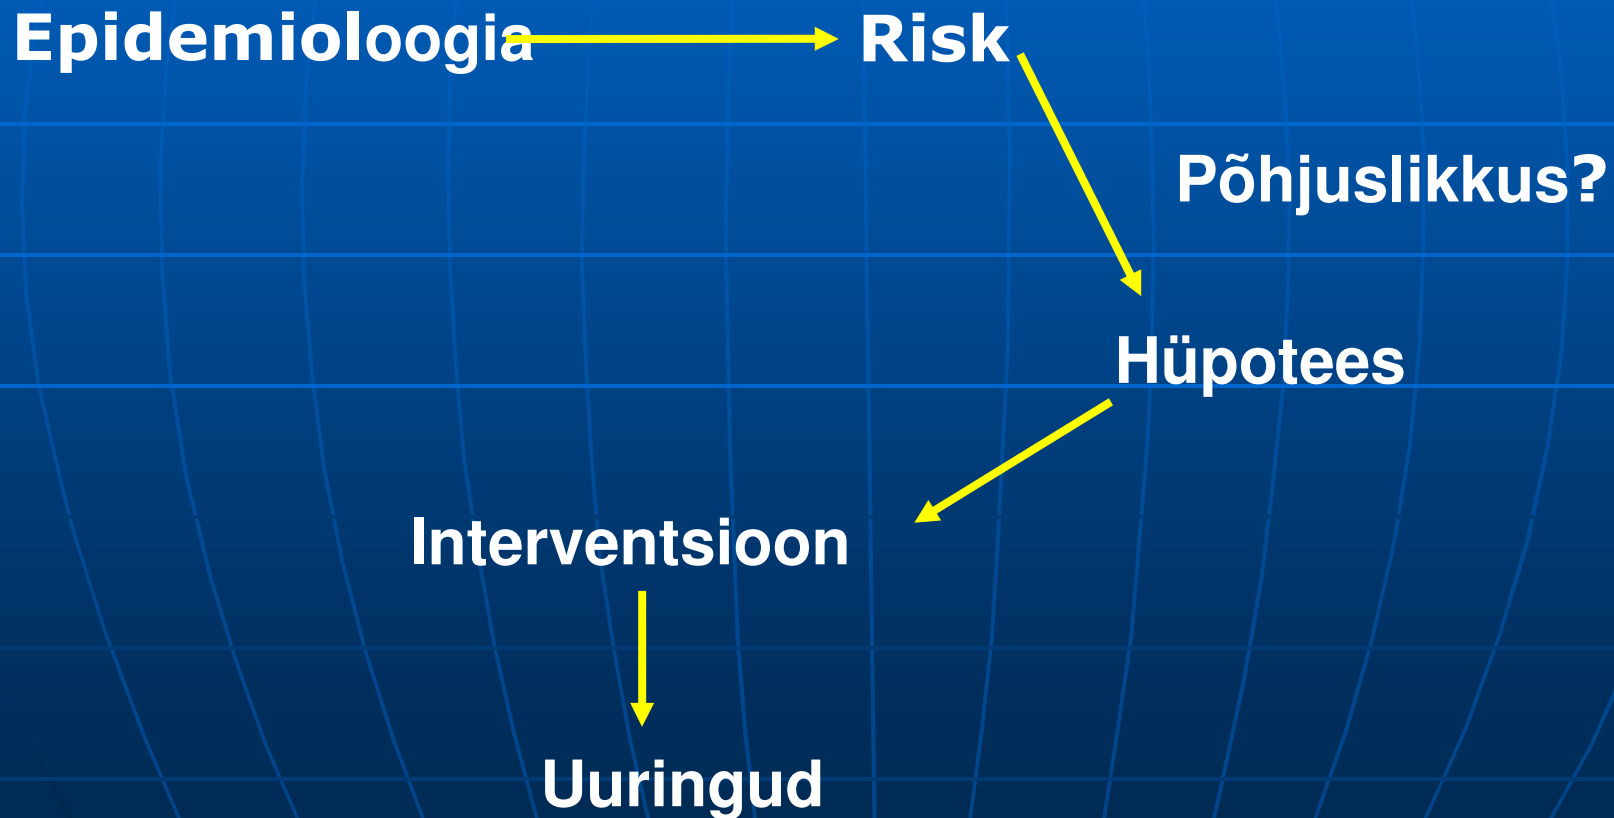 Epidemioloogia
Risk
Põhjuslikkus?
Hüpotees
Interventsioon
Uuringud